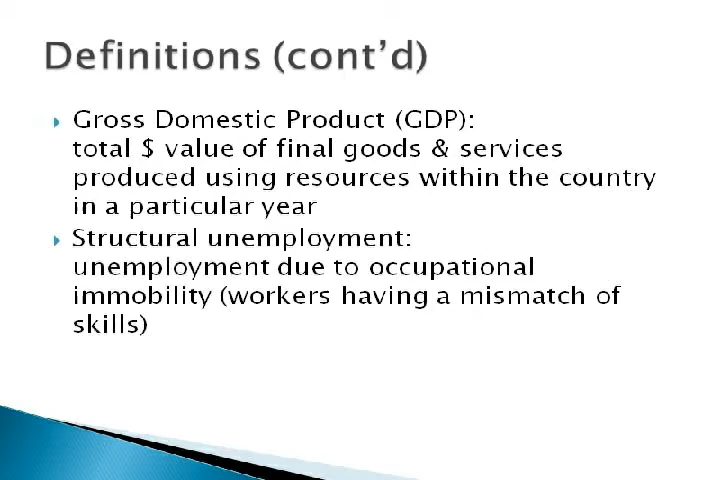 Definitions (cont’d)
Gross Domestic Product (GDP):
total $ value of final goods & services
produced using resources within the country
in a particular year
Structural unemployment:
unemployment due to occupational
immobility (workers having a mismatch of
skills)